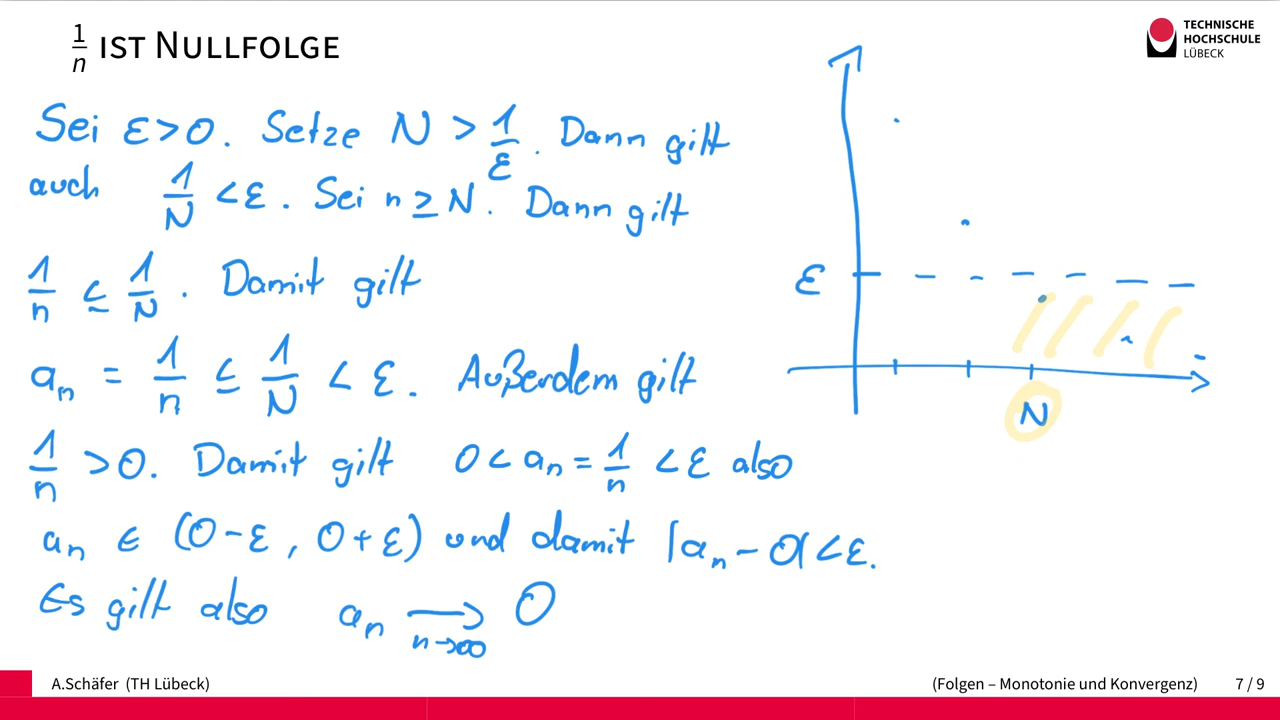 1/n IST NULLFOLGE
TECHNISCHE
HOCHSCHULE
LÜBECK
Sei ε>0. Setze N > 1/ε. Dann gilt
auch 1/N < ε. Sei n ≥ N. Dann gilt
1/n ≤ 1/N. Damit gilt
a_n = 1/n ≤ 1/N < ε. Außerdem gilt
1/n > 0. Damit gilt 0 < a_n = 1/n < ε also
a_n ∈ (0-ε, 0+ε) und damit |a_n - 0| < ε.
Es gilt also a_n → 0
n→∞
ε
N
A.Schäfer (TH Lübeck)
(Folgen – Monotonie und Konvergenz)
7 / 9